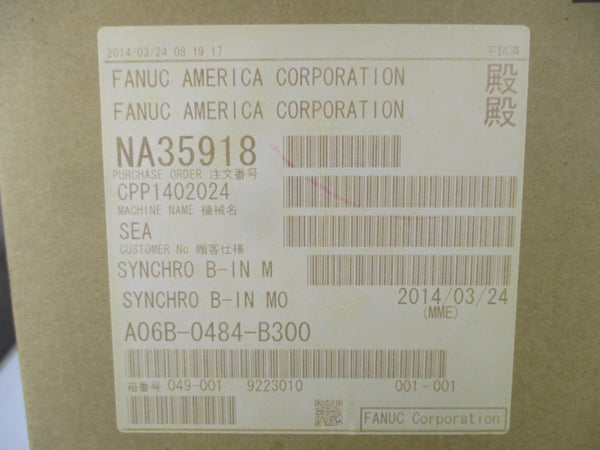 2014/03/24 08 19 17 平試済
FANUC AMERICA CORPORATION 殿
FANUC AMERICA CORPORATION 殿
NA35918
PURCHASE ORDER 注文番号
CPP1402024
MACHINE NAME 機械名
SEA
CUSTOMER No 顧客仕様
SYNCHRO B-IN M
SYNCHRO B-IN MO 2014/03/24
(MME)
A06B-0484-B300
箱番号 049-001 9223010 001-001
FANUC Corporation